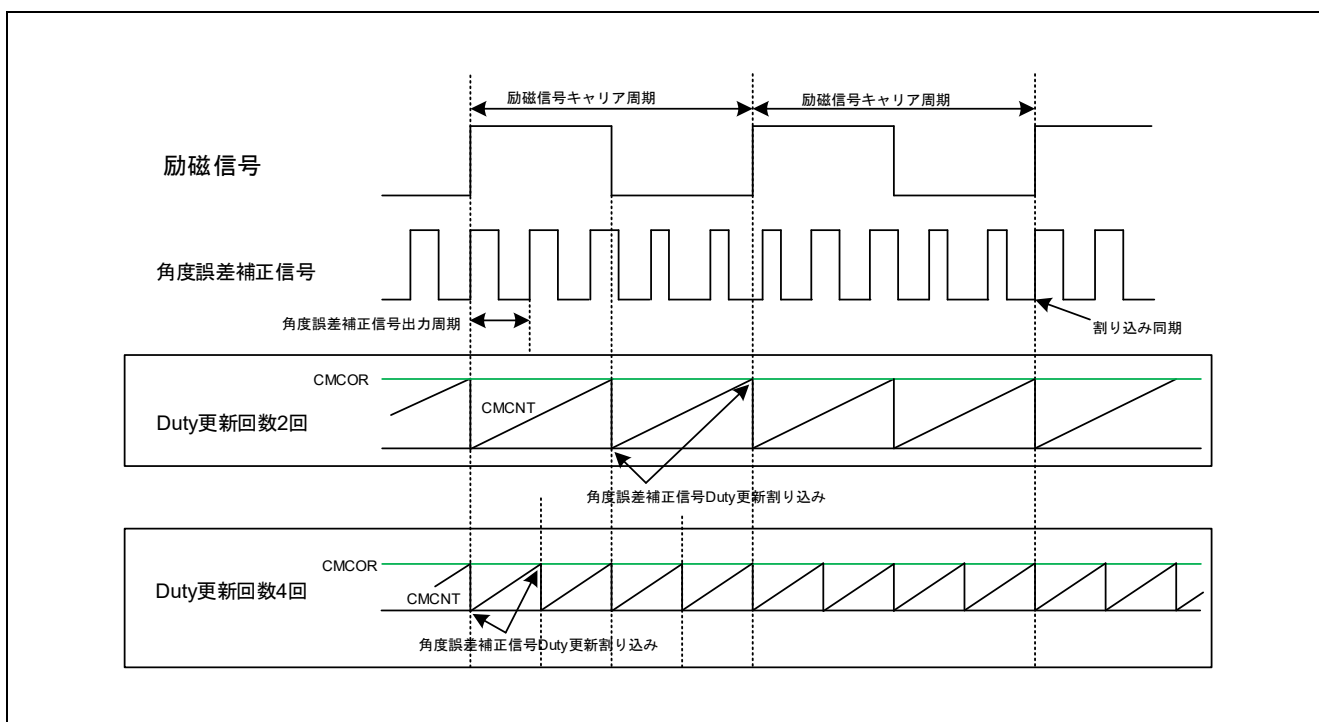 励磁信号キャリア周期
励磁信号キャリア周期
励磁信号
角度誤差補正信号
角度誤差補正信号出力周期
割り込み同期
CMCOR
CMCNT
Duty更新回数2回
角度誤差補正信号Duty更新割り込み
CMCOR
Duty更新回数4回
CMCNT
角度誤差補正信号Duty更新割り込み